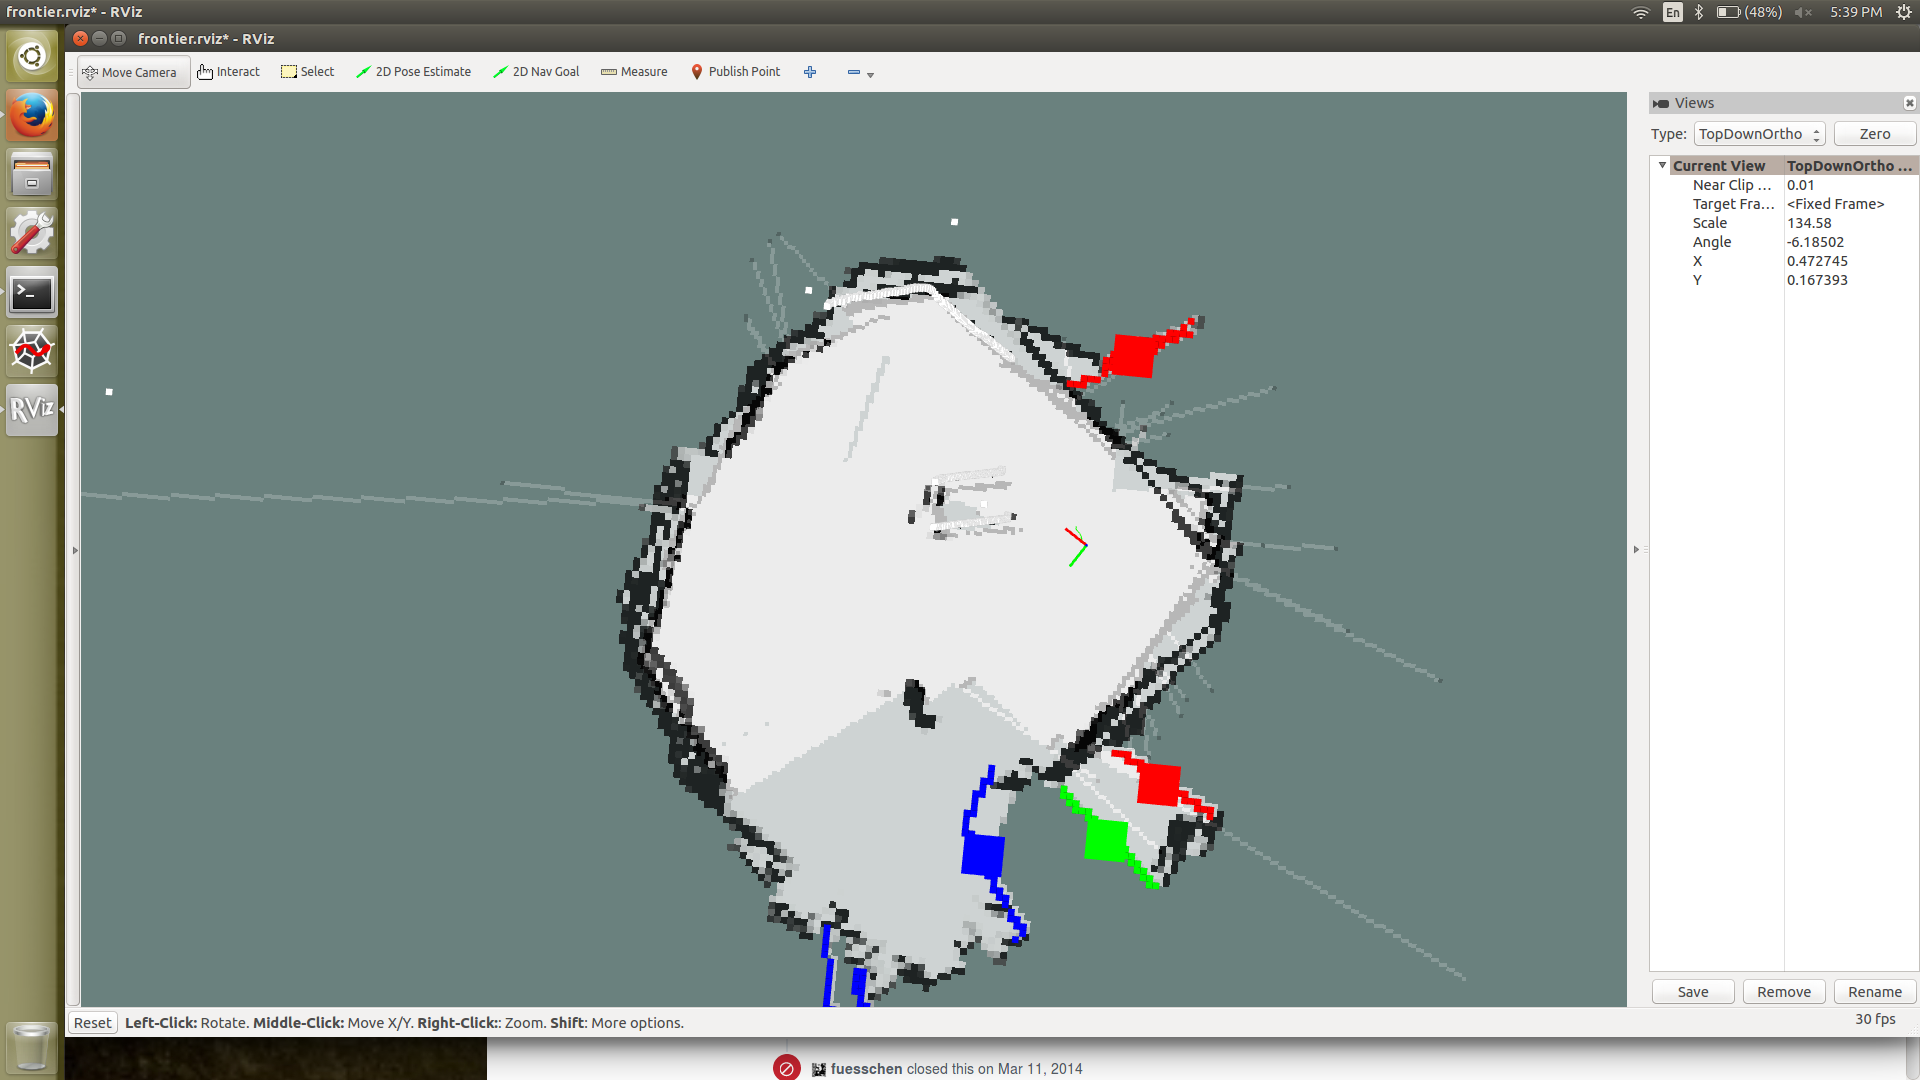 frontier.rviz* - RViz
En
(48%)
5:39 PM
frontier.rviz* - RViz
Move Camera
Interact
Select
2D Pose Estimate
2D Nav Goal
Measure
Publish Point
Views
Type:
TopDownOrtho
Zero
Current View
TopDownOrtho ...
Near Clip ...
0.01
Target Fra...
<Fixed Frame>
Scale
134.58
Angle
-6.18502
X
0.472745
Y
0.167393
RViz
Save
Remove
Rename
Reset
Left-Click: Rotate. Middle-Click: Move X/Y. Right-Click:: Zoom. Shift: More options.
30 fps
fuesschen closed this on Mar 11, 2014